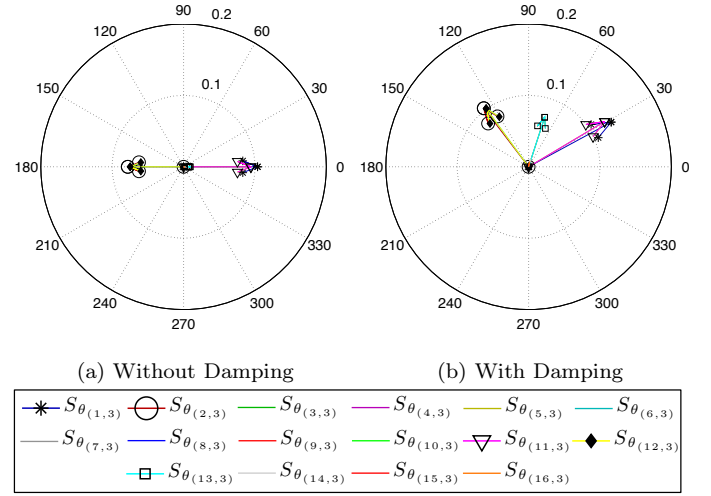 90 0.2 90 0.2
120 60 120 60
0.1 0.1
150 30 150 30
180 0 180 0
210 330 210 330
240 300 240 300
270 270
(a) Without Damping (b) With Damping
Sθ(1,3) Sθ(2,3) Sθ(3,3) Sθ(4,3) Sθ(5,3) Sθ(6,3)
Sθ(7,3) Sθ(8,3) Sθ(9,3) Sθ(10,3) Sθ(11,3) Sθ(12,3)
Sθ(13,3) Sθ(14,3) Sθ(15,3) Sθ(16,3)